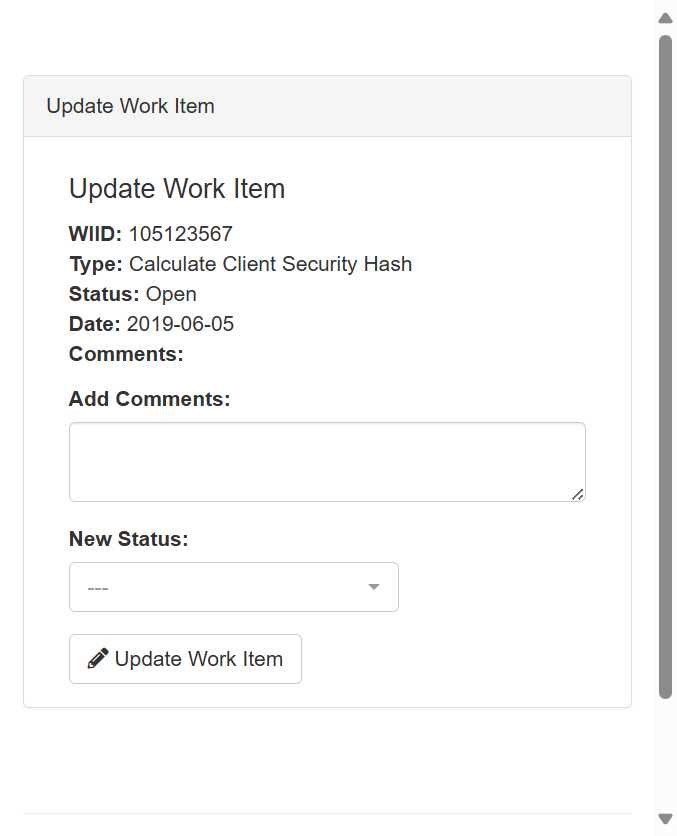 Update Work Item
Update Work Item
WIID: 105123567
Type: Calculate Client Security Hash
Status: Open
Date: 2019-06-05
Comments:
Add Comments:
New Status:
---
Update Work Item